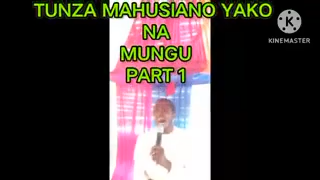 TUNZA MAHUSIANO YAKO
NA
MUNGU
PART 1
KINEMASTER